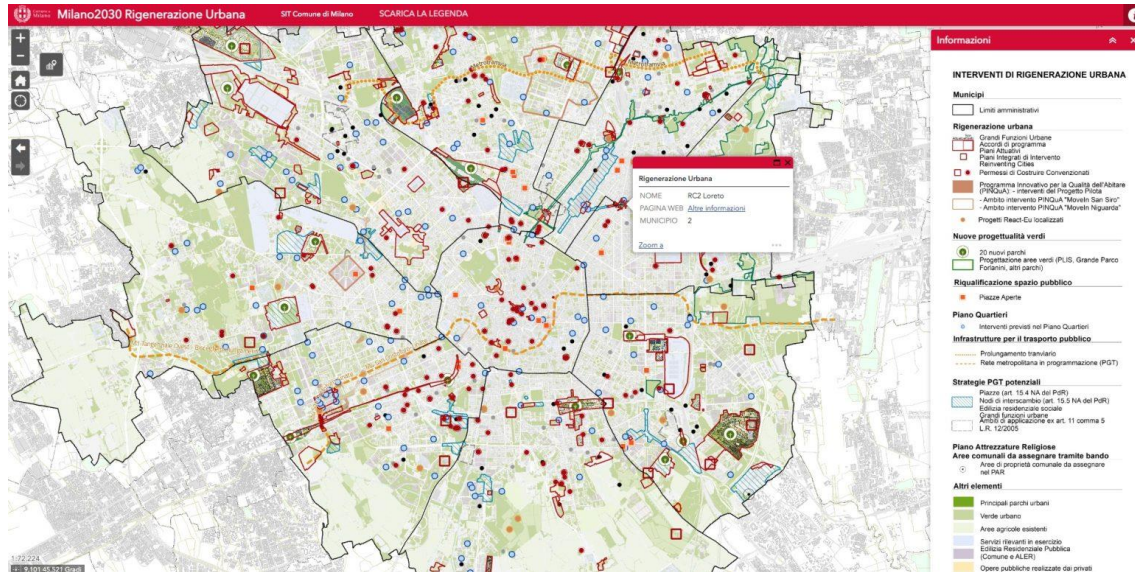 Comune di
Milano
Milano2030 Rigenerazione Urbana
SIT Comune di Milano
SCARICA LA LEGENDA
Informazioni
INTERVENTI DI RIGENERAZIONE URBANA
Municipi
Limiti amministrativi
Rigenerazione urbana
Grandi Funzioni Urbane
Accordi di programma
Piani Attuativi
Piani Integrati di Intervento
Reinventing Cities
Permessi di Costruire Convenzionati
Programma Innovativo per la Qualità dell'Abitare
(PINQuA): - interventi del Progetto Pilota
- Ambito intervento PINQuA "MoveIn San Siro"
- Ambito intervento PINQuA "MoveIn Niguarda"
Progetti React-Eu localizzati
Nuove progettualità verdi
20 nuovi parchi
Progettazione aree verdi (PLIS, Grande Parco
Forlanini, altri parchi)
Riqualificazione spazio pubblico
Piazze Aperte
Piano Quartieri
Interventi previsti nel Piano Quartieri
Infrastrutture per il trasporto pubblico
Prolungamento tranviario
Rete metropolitana in programmazione (PGT)
Strategie PGT potenziali
Piazze (art. 15.4 NA del PdR)
Nodi di interscambio (art. 15.5 NA del PdR)
Edilizia residenziale sociale
Grandi funzioni urbane
Ambiti di applicazione ex art. 11 comma 5
L.R. 12/2005
Piano Attrezzature Religiose
Aree comunali da assegnare tramite bando
Aree di proprietà comunale da assegnare
nel PAR
Altri elementi
Principali parchi urbani
Verde urbano
Aree agricole esistenti
Servizi rilevanti in esercizio
Edilizia Residenziale Pubblica
(Comune e ALER)
Opere pubbliche realizzate dai privati
Rigenerazione Urbana
NOME RC2 Loreto
PAGINA WEB Altre informazioni
MUNICIPIO 2
Zoom a
1:72.224
9,101 45,521 Gradi